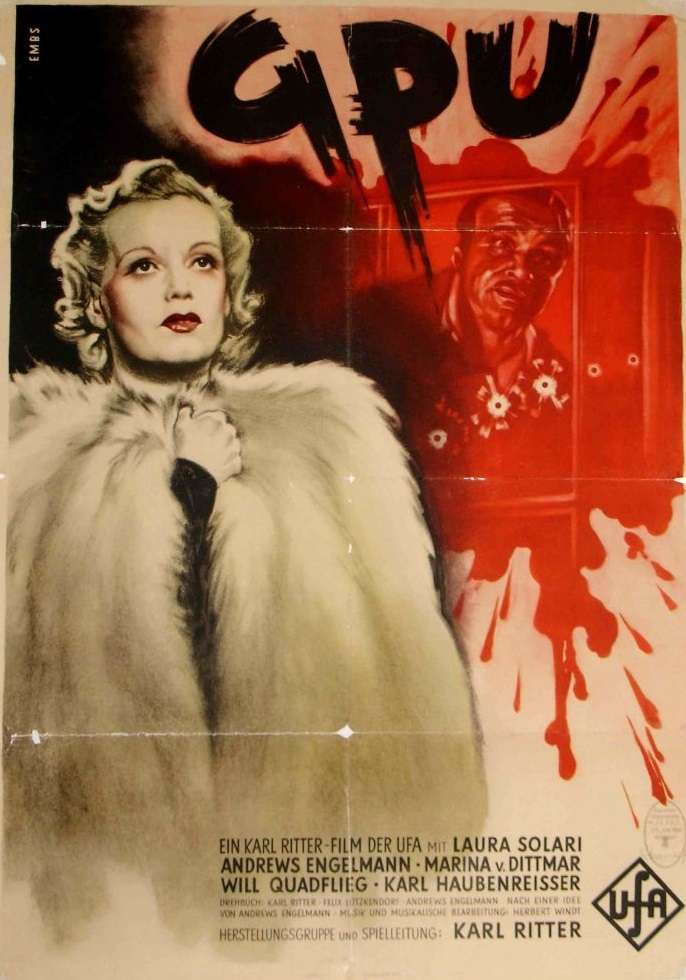 EMBS
GPU
EIN KARL RITTER-FILM DER UFA MIT LAURA SOLARI
ANDREWS ENGELMANN · MARINA v. DITTMAR
WILL QUADFLIEG · KARL HAUBENREISSER
DREHBUCH: KARL RITTER · FELIX LÜTZKENDORF · ANDREWS ENGELMANN · NACH EINER IDEE
VON ANDREWS ENGELMANN · MUSIK UND MUSIKALISCHE BEARBEITUNG: HERBERT WINDT
HERSTELLUNGSGRUPPE UND SPIELLEITUNG: KARL RITTER
UFA